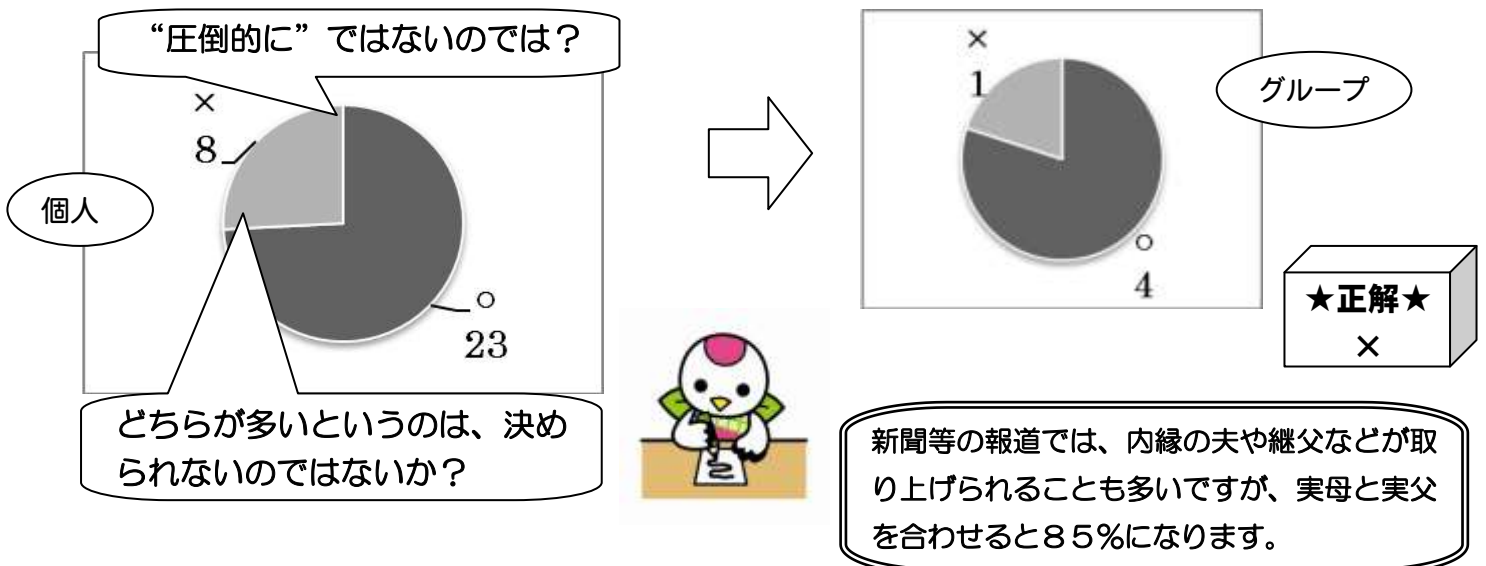 “圧倒的に”ではないのでは？
×
8
個人
○
23
どちらが多いというのは、決め
られないのではないか？
×
1
グループ
○
4
★正解★
×
新聞等の報道では、内縁の夫や継父などが取
り上げられることも多いですが、実母と実父
を合わせると８５％になります。